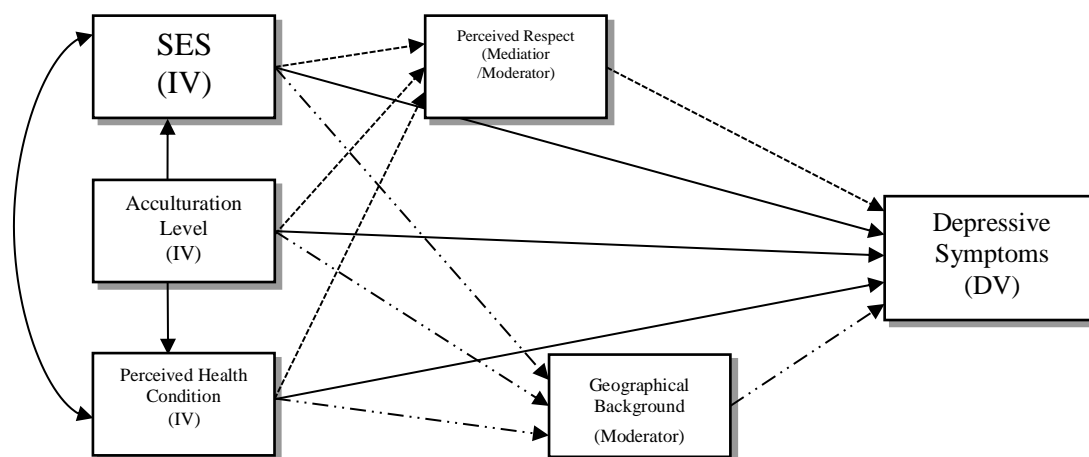 SES
(IV)
Perceived Respect
(Mediatior
/Moderator)
Acculturation
Level
(IV)
Depressive
Symptoms
(DV)
Perceived Health
Condition
(IV)
Geographical
Background
(Moderator)